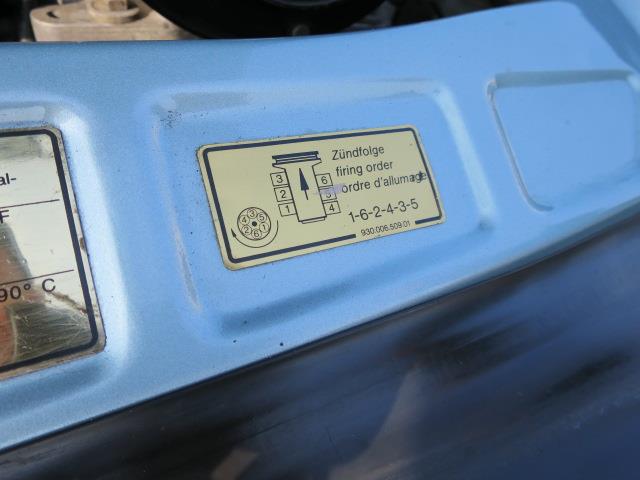 al-
F
90° C
Zündfolge
firing order
ordre d'allumage
3 6
2 5
1 4
1-6-2-4-3-5
930.006.509.01